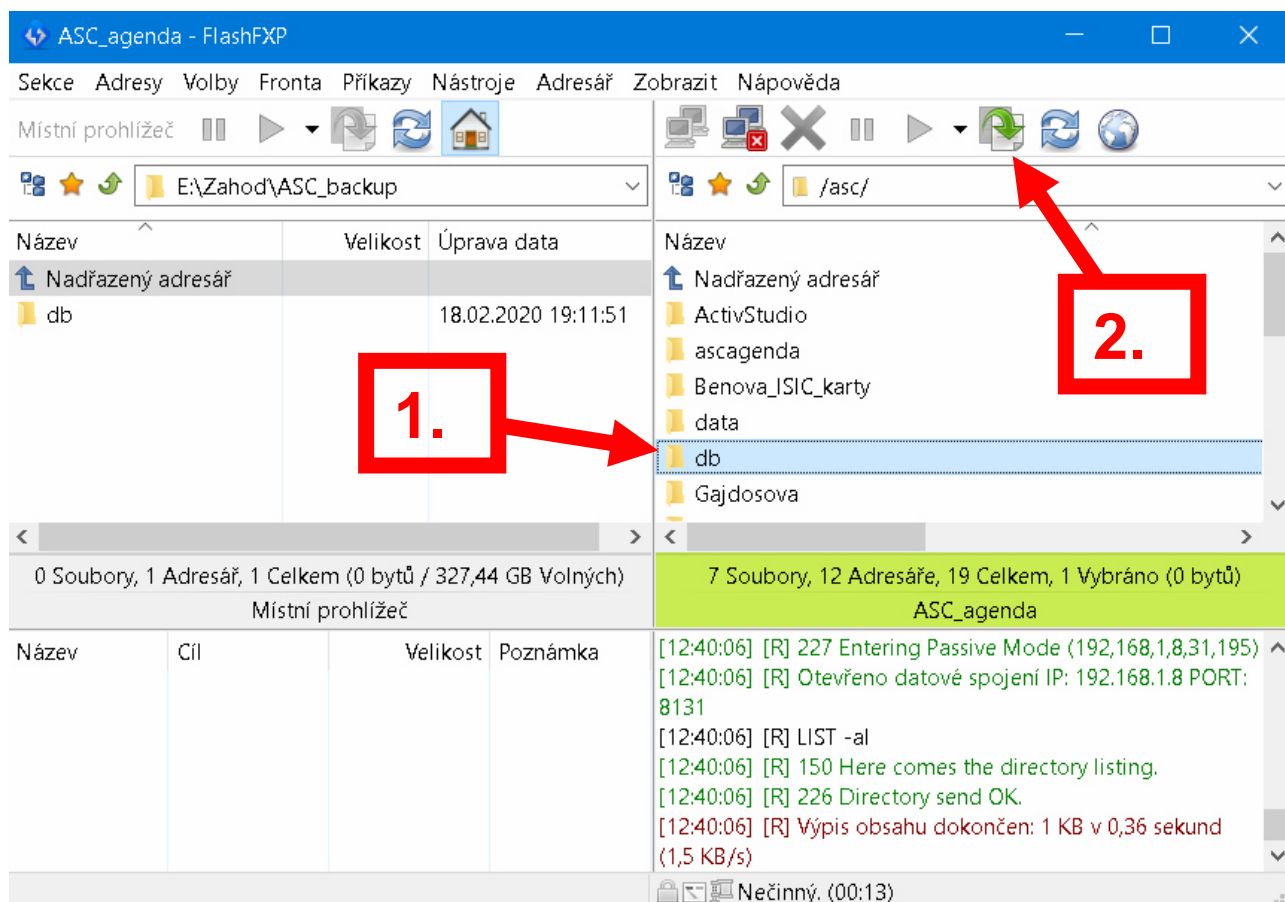 ASC_agenda - FlashFXP
Sekce Adresy Volby Fronta Příkazy Nástroje Adresář Zobrazit Nápověda
Místní prohlížeč
E:\Zahod\ASC_backup
/asc/
Název Velikost Úprava data
Nadřazený adresář
db 18.02.2020 19:11:51
1.
Název
Nadřazený adresář
ActivStudio
ascagenda
Benova_ISIC_karty
data
db
Gajdosova
2.
0 Soubory, 1 Adresář, 1 Celkem (0 bytů / 327,44 GB Volných)
Místní prohlížeč
7 Soubory, 12 Adresáře, 19 Celkem, 1 Vybráno (0 bytů)
ASC_agenda
Název Cíl Velikost Poznámka
[12:40:06] [R] 227 Entering Passive Mode (192,168,1,8,31,195)
[12:40:06] [R] Otevřeno datové spojení IP: 192.168.1.8 PORT:
8131
[12:40:06] [R] LIST -al
[12:40:06] [R] 150 Here comes the directory listing.
[12:40:06] [R] 226 Directory send OK.
[12:40:06] [R] Výpis obsahu dokončen: 1 KB v 0,36 sekund
(1,5 KB/s)
Nečinný. (00:13)